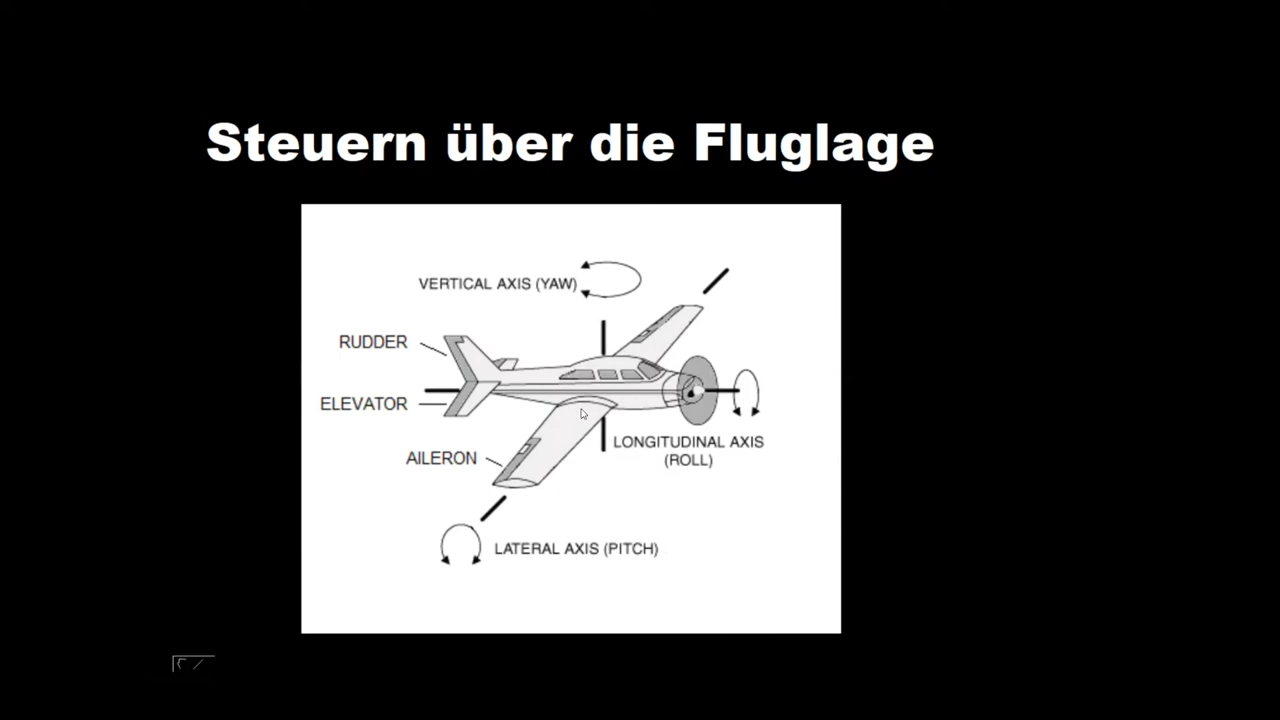 Steuern über die Fluglage
VERTICAL AXIS (YAW)
RUDDER
ELEVATOR
AILERON
LONGITUDINAL AXIS
(ROLL)
LATERAL AXIS (PITCH)